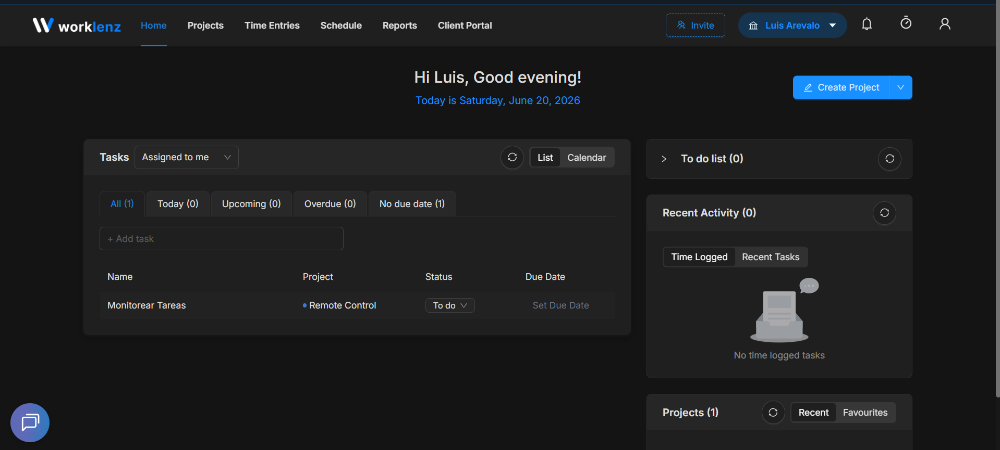 worklenz
Home
Projects
Time Entries
Schedule
Reports
Client Portal
Invite
Luis Arevalo
Hi Luis, Good evening!
Today is Saturday, June 20, 2026
Create Project
Tasks
Assigned to me
List
Calendar
All (1)
Today (0)
Upcoming (0)
Overdue (0)
No due date (1)
+ Add task
Name
Project
Status
Due Date
Monitorear Tareas
Remote Control
To do
Set Due Date
To do list (0)
Recent Activity (0)
Time Logged
Recent Tasks
No time logged tasks
Projects (1)
Recent
Favourites